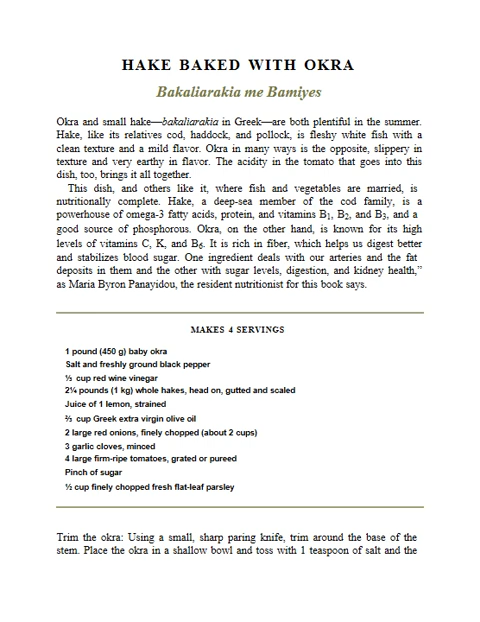 HAKE BAKED WITH OKRA
Bakaliarakia me Bamiyes
Okra and small hake—bakaliarakia in Greek—are both plentiful in the summer.
Hake, like its relatives cod, haddock, and pollock, is fleshy white fish with a
clean texture and a mild flavor. Okra in many ways is the opposite, slippery in
texture and very earthy in flavor. The acidity in the tomato that goes into this
dish, too, brings it all together.
This dish, and others like it, where fish and vegetables are married, is
nutritionally complete. Hake, a deep-sea member of the cod family, is a
powerhouse of omega-3 fatty acids, protein, and vitamins B₁, B₂, and B₃, and a
good source of phosphorous. Okra, on the other hand, is known for its high
levels of vitamins C, K, and B₆. It is rich in fiber, which helps us digest better
and stabilizes blood sugar. One ingredient deals with our arteries and the fat
deposits in them and the other with sugar levels, digestion, and kidney health,”
as Maria Byron Panayidou, the resident nutritionist for this book says.
MAKES 4 SERVINGS
1 pound (450 g) baby okra
Salt and freshly ground black pepper
⅓ cup red wine vinegar
2¼ pounds (1 kg) whole hakes, head on, gutted and scaled
Juice of 1 lemon, strained
⅔ cup Greek extra virgin olive oil
2 large red onions, finely chopped (about 2 cups)
3 garlic cloves, minced
4 large firm-ripe tomatoes, grated or pureed
Pinch of sugar
½ cup finely chopped fresh flat-leaf parsley
Trim the okra: Using a small, sharp paring knife, trim around the base of the
stem. Place the okra in a shallow bowl and toss with 1 teaspoon of salt and the